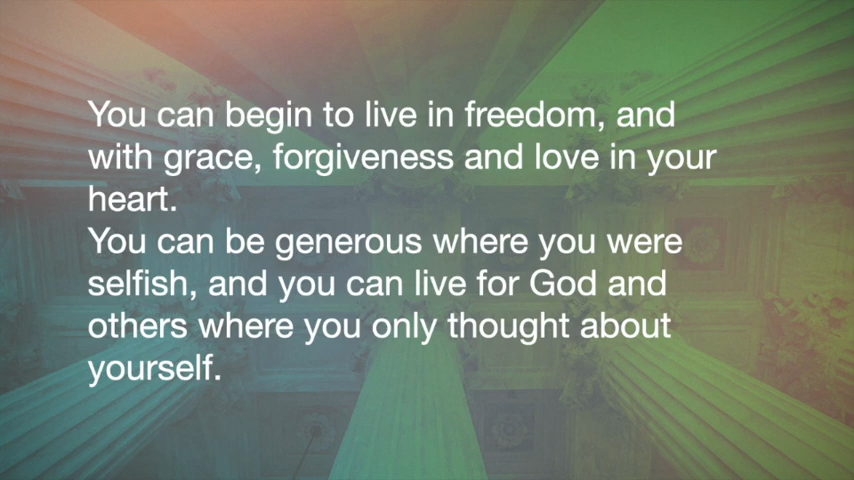 You can begin to live in freedom, and
with grace, forgiveness and love in your
heart.
You can be generous where you were
selfish, and you can live for God and
others where you only thought about
yourself.